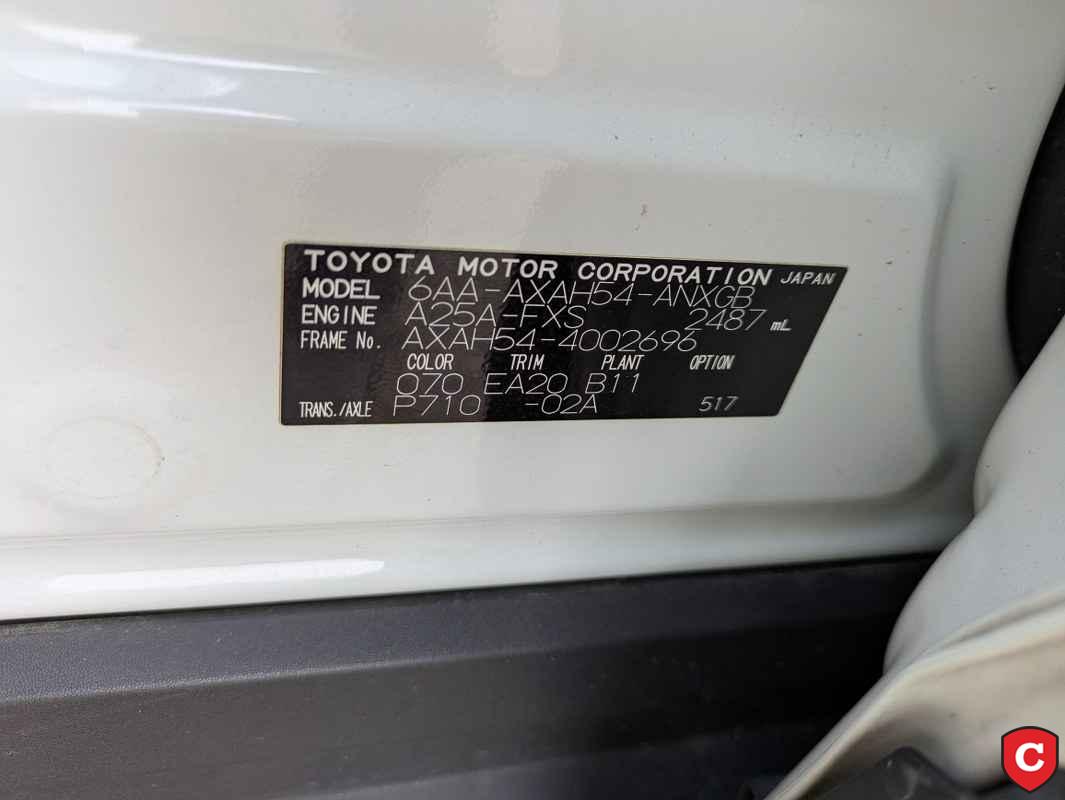 TOYOTA MOTOR CORPORATION JAPAN
MODEL 6AA-AXAH54-ANXGB
ENGINE A25A-FXS 2487 mL
FRAME No. AXAH54-4002696
COLOR TRIM PLANT OPTION
070 EA20 B11
TRANS./AXLE P710 -02A 517
C